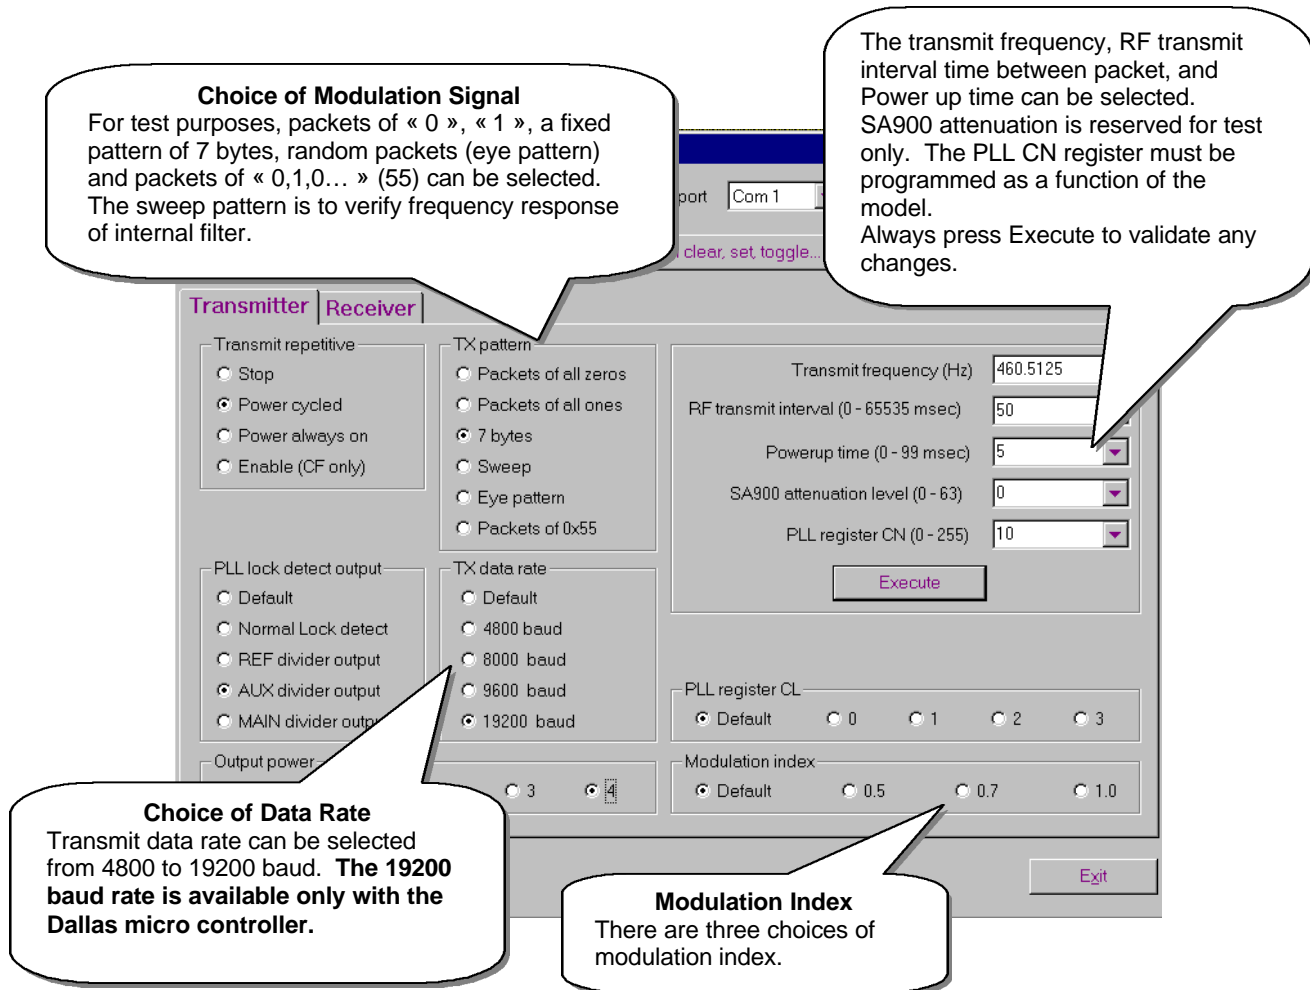 Choice of Modulation Signal
For test purposes, packets of « 0 », « 1 », a fixed
pattern of 7 bytes, random packets (eye pattern)
and packets of « 0,1,0… » (55) can be selected.
The sweep pattern is to verify frequency response
of internal filter.
The transmit frequency, RF transmit
interval time between packet, and
Power up time can be selected.
SA900 attenuation is reserved for test
only. The PLL CN register must be
programmed as a function of the
model.
Always press Execute to validate any
changes.
port Com 1
clear, set, toggle...
Transmitter Receiver
Transmit repetitive
Stop
Power cycled
Power always on
Enable (CF only)
TX pattern
Packets of all zeros
Packets of all ones
7 bytes
Sweep
Eye pattern
Packets of 0x55
Transmit frequency (Hz) 460.5125
RF transmit interval (0 - 65535 msec) 50
Powerup time (0 - 99 msec) 5
SA900 attenuation level (0 - 63) 0
PLL register CN (0 - 255) 10
Execute
PLL lock detect output
Default
Normal Lock detect
REF divider output
AUX divider output
MAIN divider outpu
TX data rate
Default
4800 baud
8000 baud
9600 baud
19200 baud
PLL register CL
Default 0 1 2 3
Output power
3 4
Modulation index
Default 0.5 0.7 1.0
Choice of Data Rate
Transmit data rate can be selected
from 4800 to 19200 baud. The 19200
baud rate is available only with the
Dallas micro controller.
Modulation Index
There are three choices of
modulation index.
Exit